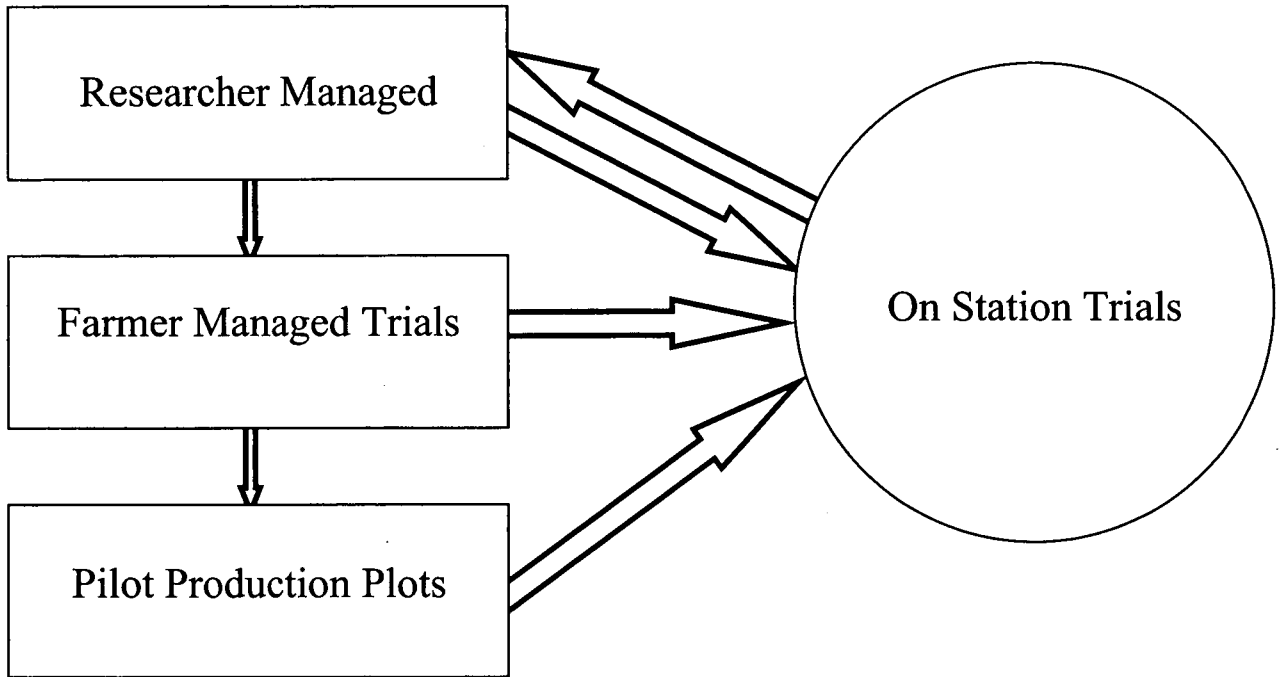 Researcher Managed
Farmer Managed Trials
On Station Trials
Pilot Production Plots